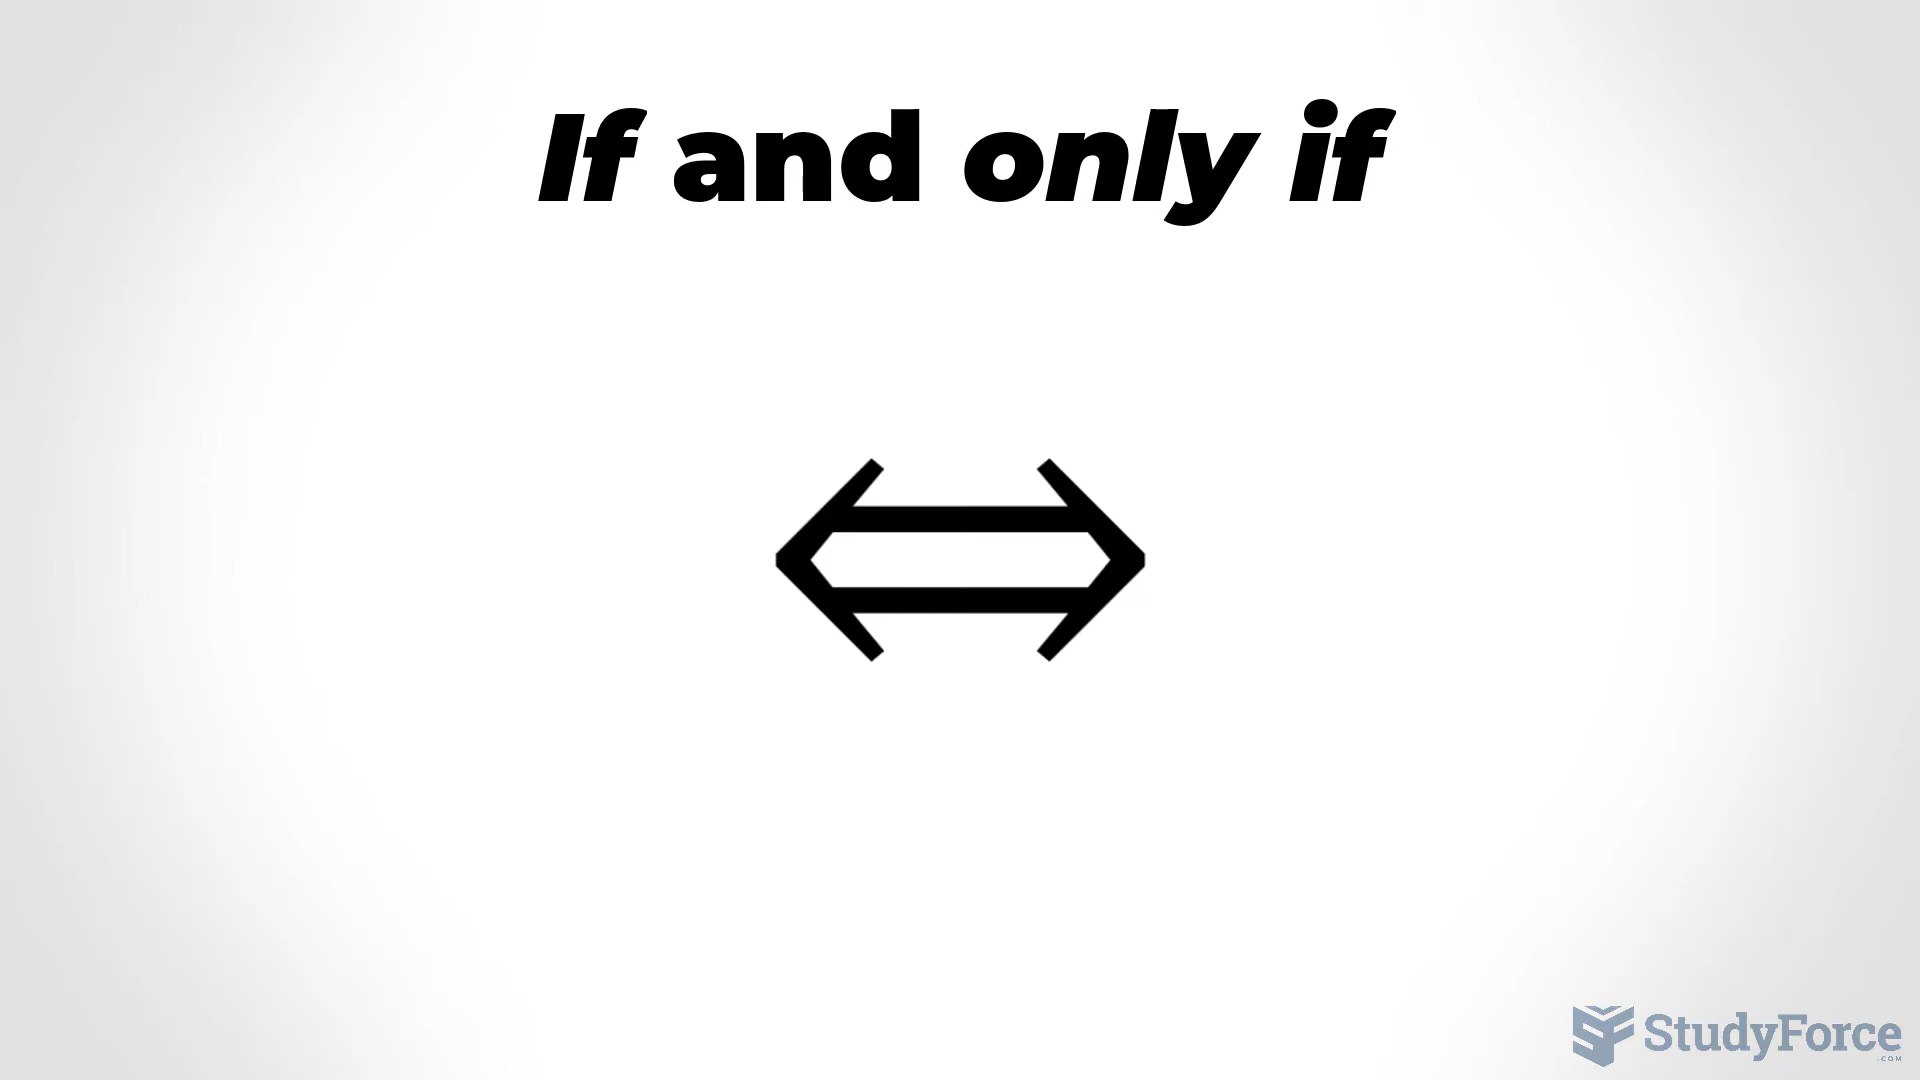 If and only if
⇔
StudyForce
.COM